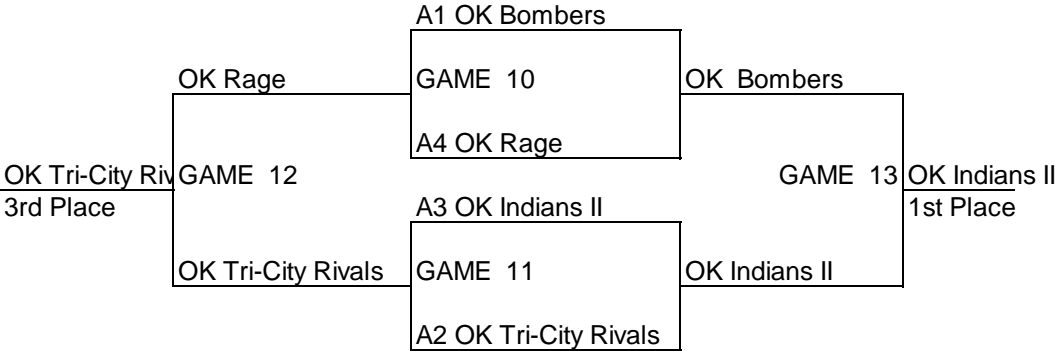 A1 OK Bombers
OK Rage GAME 10 OK Bombers
A4 OK Rage
OK Tri-City Riv GAME 12 GAME 13 OK Indians II
3rd Place A3 OK Indians II 1st Place
OK Tri-City Rivals GAME 11 OK Indians II
A2 OK Tri-City Rivals